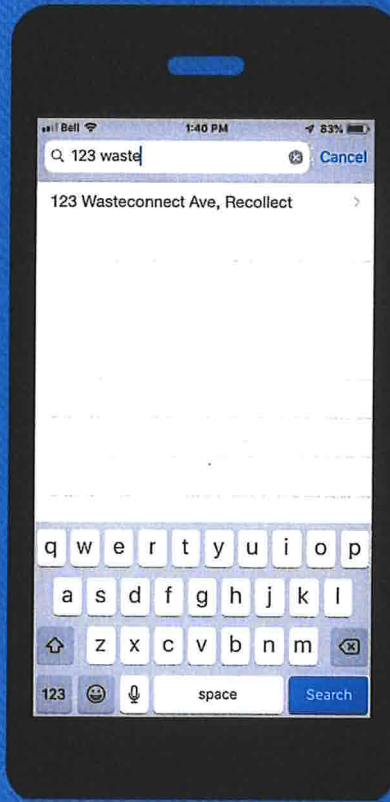 Bell 1:40 PM 83%
123 waste Cancel
123 Wasteconnect Ave, Recollect
q w e r t y u i o p
a s d f g h j k l
z x c v b n m
123 space Search